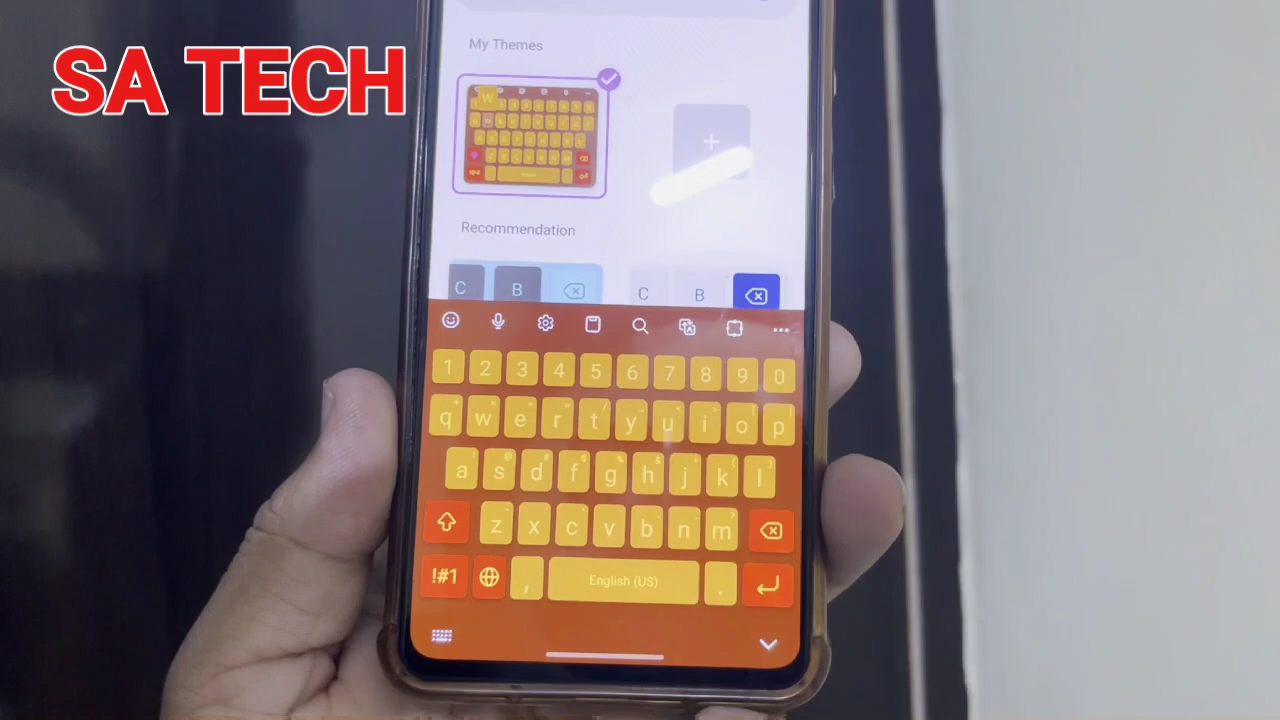 SA TECH
My Themes
W
+
Recommendation
C B C B
1 2 3 4 5 6 7 8 9 0
q w e r t y u i o p
a s d f g h j k l
z x c v b n m
!#1 , English (US) .